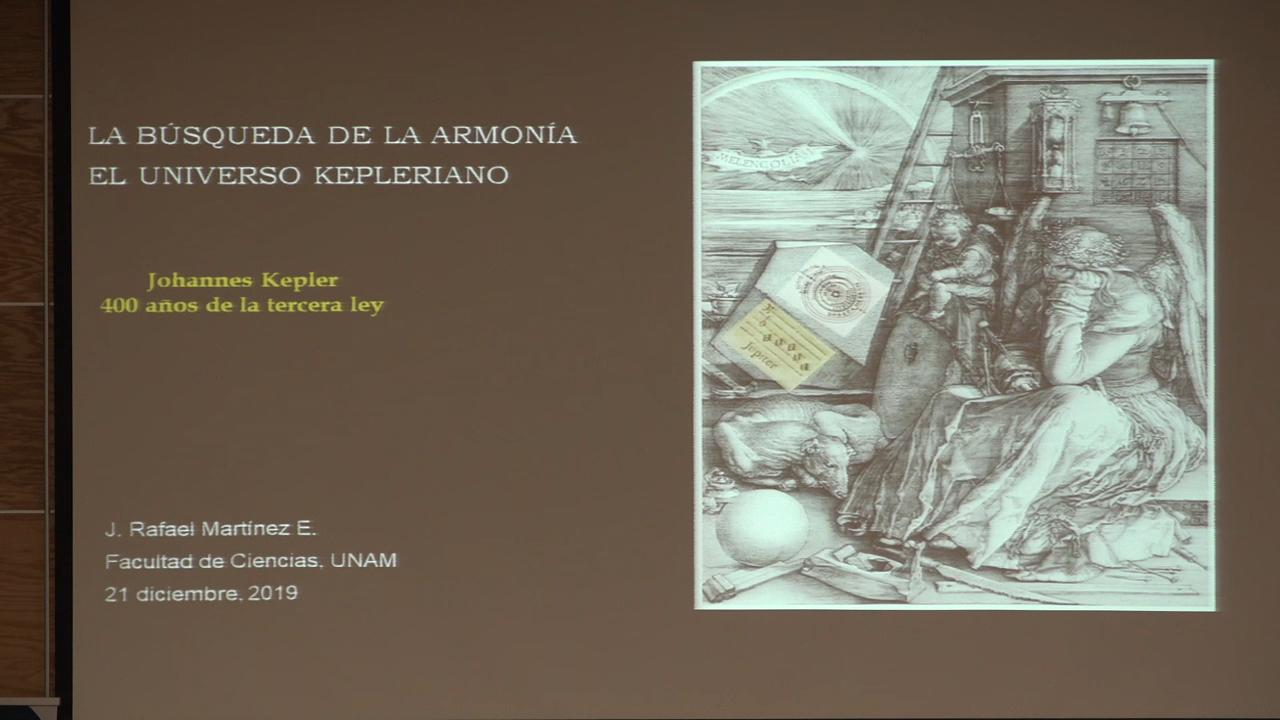 LA BÚSQUEDA DE LA ARMONÍA
EL UNIVERSO KEPLERIANO
Johannes Kepler
400 años de la tercera ley
J. Rafael Martínez E.
Facultad de Ciencias, UNAM
21 diciembre, 2019
MELENCOLIA
Jupiter